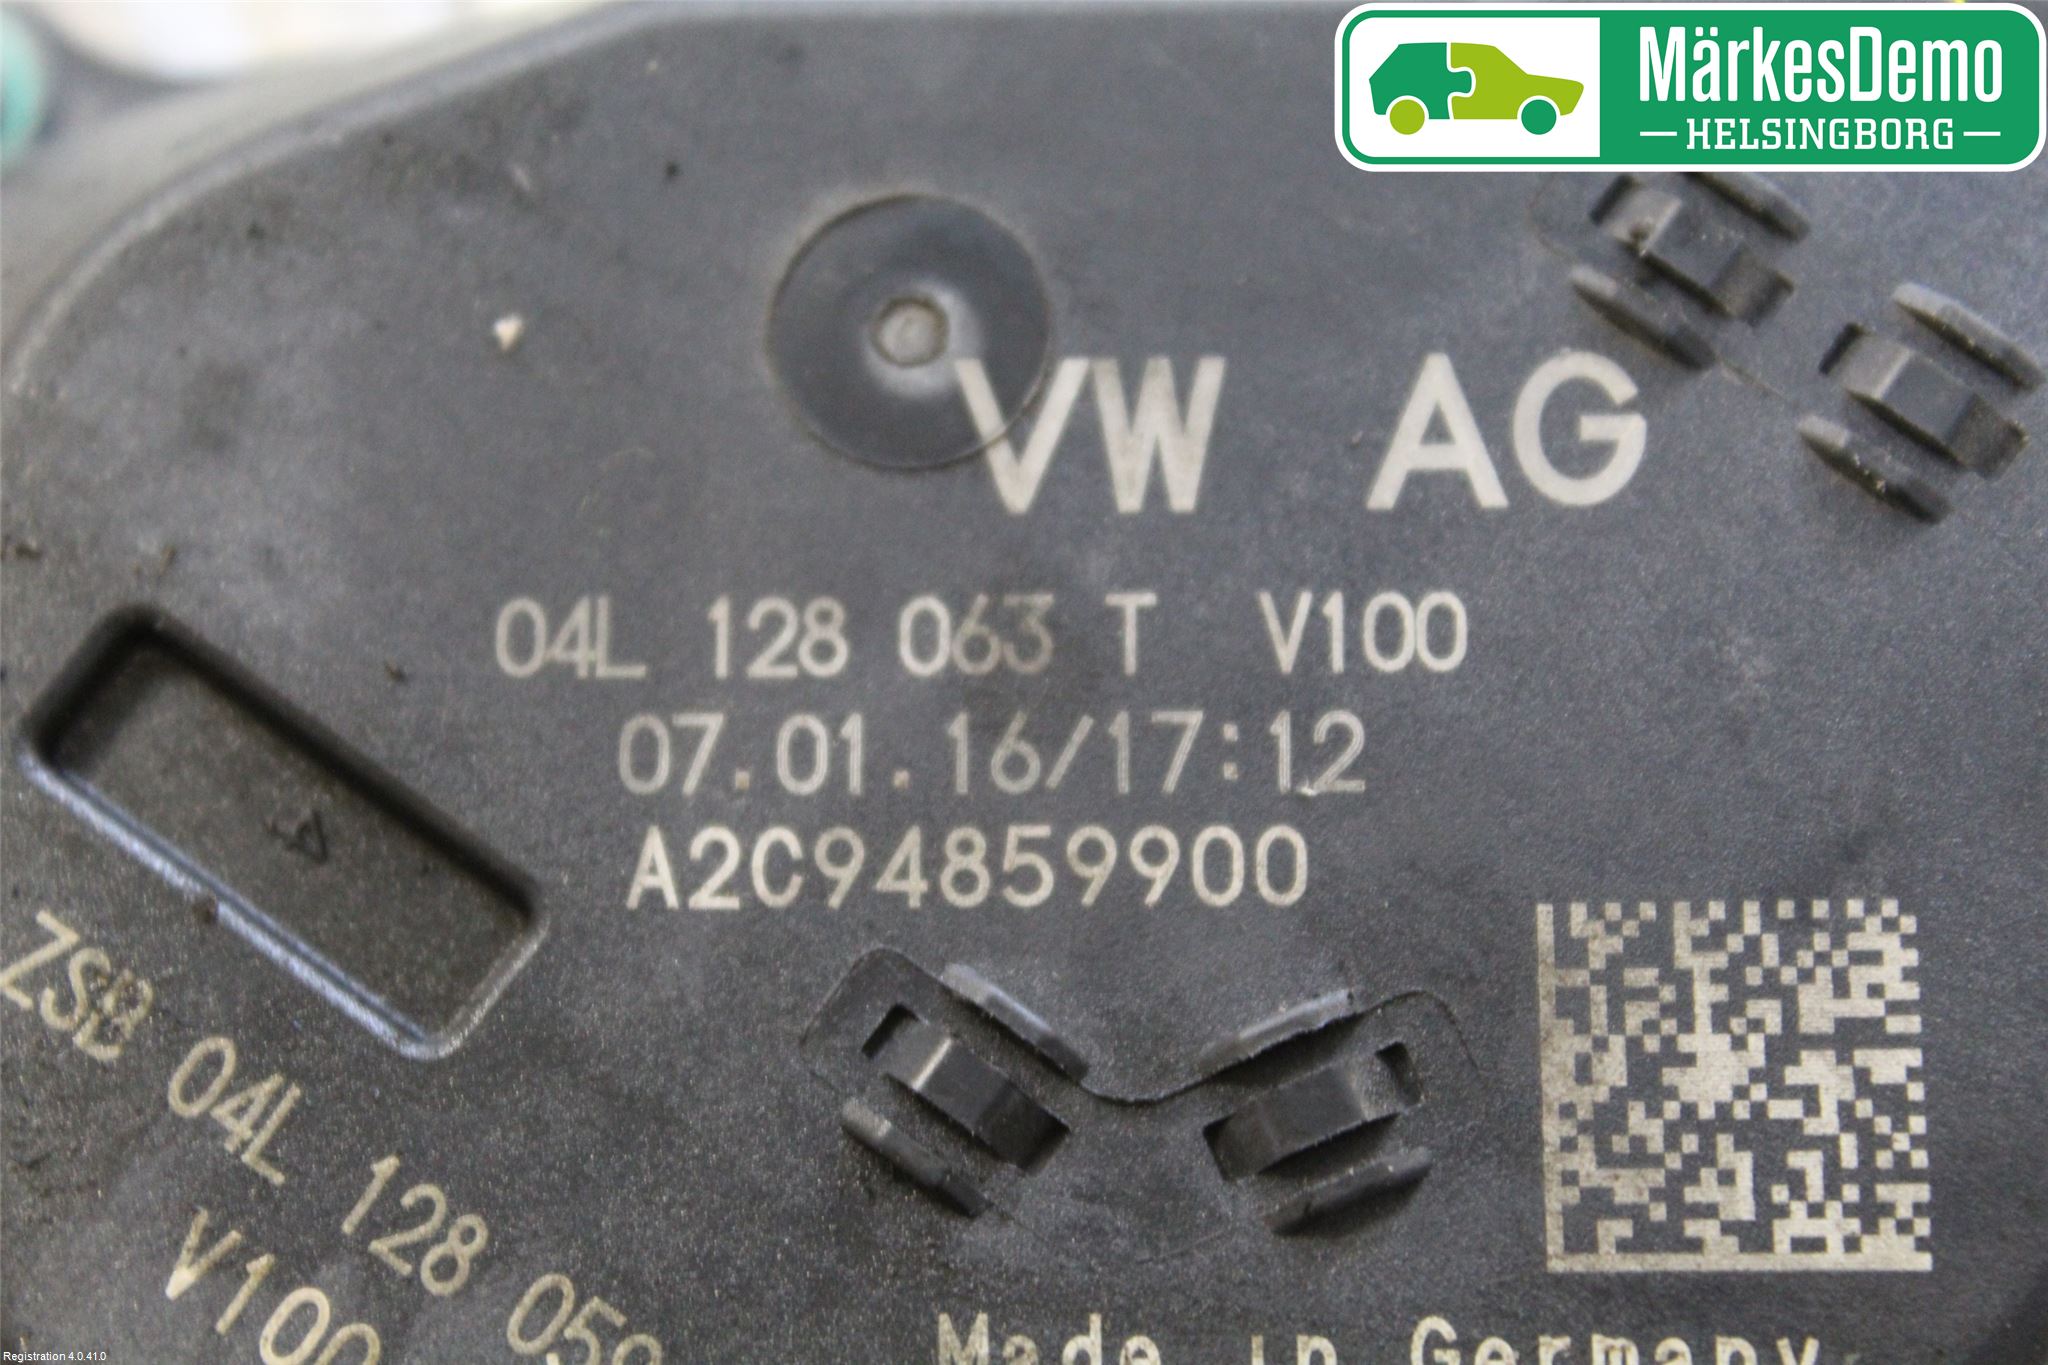 MärkesDemo
HELSINGBORG
VW AG
04L 128 063 T V100
07.01.16/17:12
A2C94859900
ZSB 04L 128 059
V100
Made in Germany
A
Registration 4.0.41.0